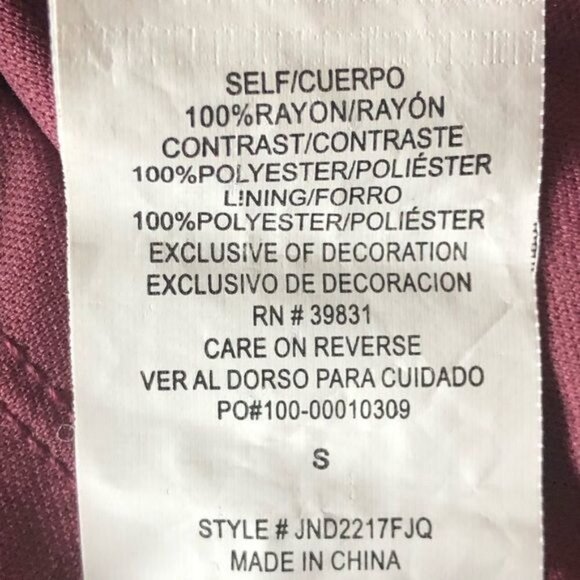 SELF/CUERPO
100%RAYON/RAYÓN
CONTRAST/CONTRASTE
100%POLYESTER/POLIÉSTER
LINING/FORRO
100%POLYESTER/POLIÉSTER
EXCLUSIVE OF DECORATION
EXCLUSIVO DE DECORACION
RN # 39831
CARE ON REVERSE
VER AL DORSO PARA CUIDADO
PO#100-00010309
S
STYLE # JND2217FJQ
MADE IN CHINA